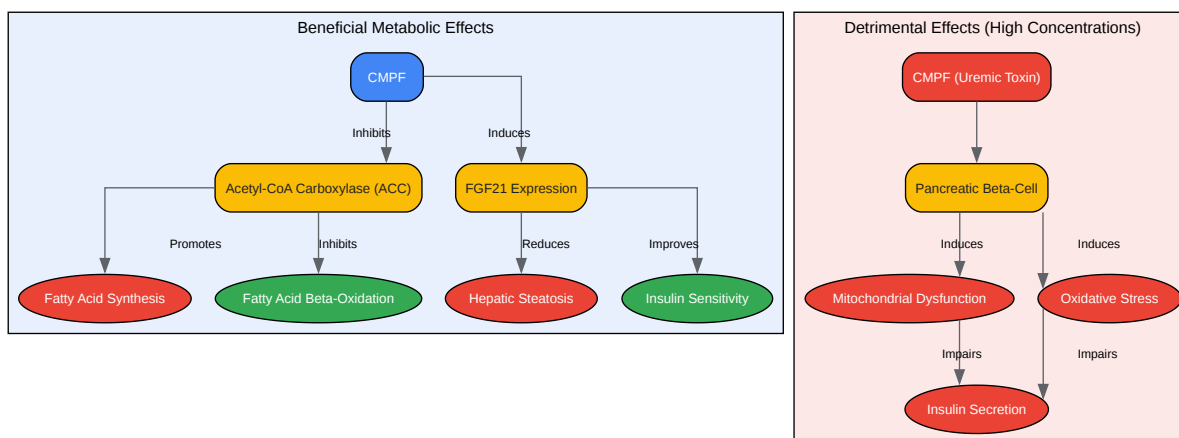 Beneficial Metabolic Effects
CMPF
Inhibits
Induces
Acetyl-CoA Carboxylase (ACC)
FGF21 Expression
Promotes
Inhibits
Reduces
Improves
Fatty Acid Synthesis
Fatty Acid Beta-Oxidation
Hepatic Steatosis
Insulin Sensitivity
Detrimental Effects (High Concentrations)
CMPF (Uremic Toxin)
Pancreatic Beta-Cell
Induces
Induces
Mitochondrial Dysfunction
Oxidative Stress
Impairs
Impairs
Insulin Secretion